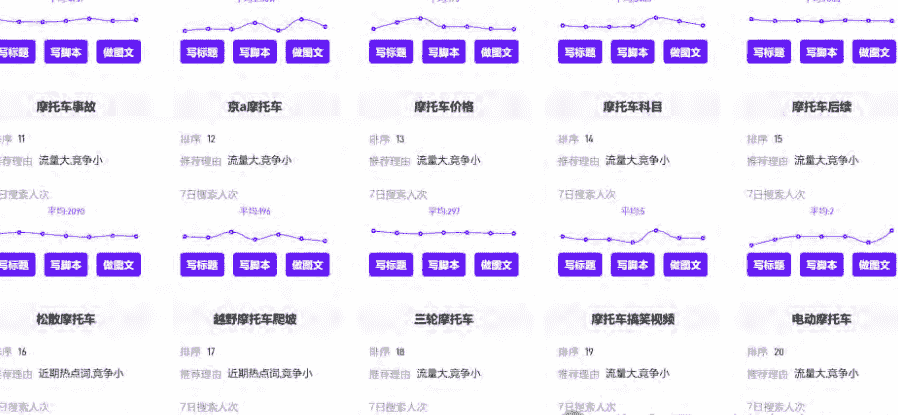 写标题 写脚本 做图文 写标题 写脚本 做图文 写标题 写脚本 做图文 写标题 写脚本 做图文 写标题 写脚本 做图文
摩托车事故 京a摩托车 摩托车价格 摩托车科目 摩托车后续
排序 11 排序 12 排序 13 排序 14 排序 15
推荐理由 流量大,竞争小 推荐理由 流量大,竞争小 推荐理由 流量大,竞争小 推荐理由 流量大,竞争小 推荐理由 流量大,竞争小
7日搜索人次 7日搜索人次 7日搜索人次 7日搜索人次 7日搜索人次
平均:2090 平均:496 平均:297 平均:5 平均:2
写标题 写脚本 做图文 写标题 写脚本 做图文 写标题 写脚本 做图文 写标题 写脚本 做图文 写标题 写脚本 做图文
松散摩托车 越野摩托车爬坡 三轮摩托车 摩托车搞笑视频 电动摩托车
排序 16 排序 17 排序 18 排序 19 排序 20
推荐理由 近期热点词,竞争小 推荐理由 近期热点词,竞争小 推荐理由 流量大,竞争小 推荐理由 流量大,竞争小 推荐理由 流量大,竞争小
7日搜索人次 7日搜索人次 7日搜索人次 7日搜索人次 7日搜索人次